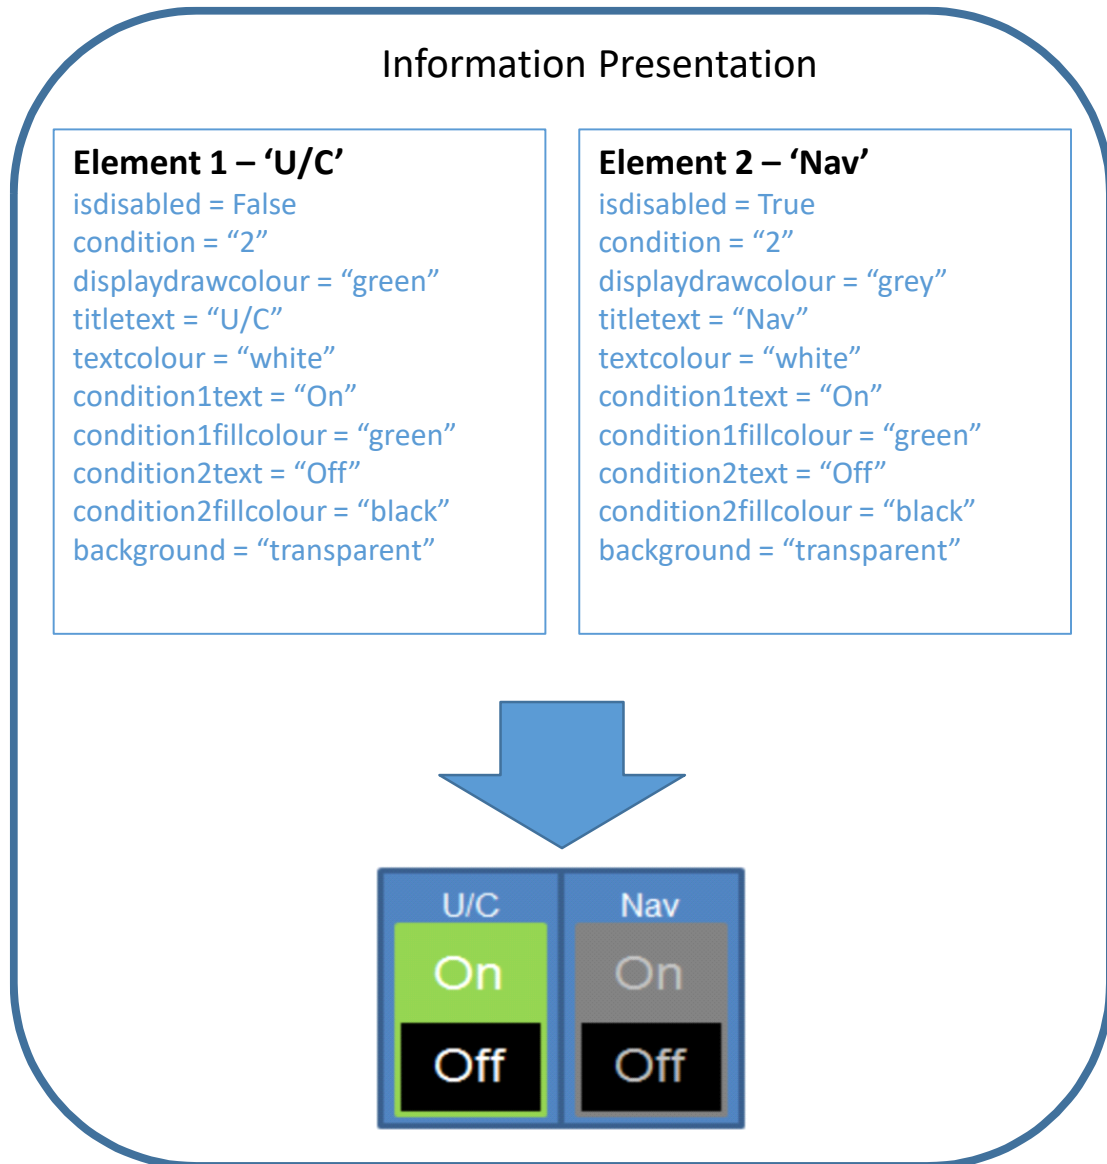 Information Presentation
Element 1 – ‘U/C’
isdisabled = False
condition = “2”
displaydrawcolour = “green”
titletext = “U/C”
textcolour = “white”
condition1text = “On”
condition1fillcolour = “green”
condition2text = “Off”
condition2fillcolour = “black”
background = “transparent”
Element 2 – ‘Nav’
isdisabled = True
condition = “2”
displaydrawcolour = “grey”
titletext = “Nav”
textcolour = “white”
condition1text = “On”
condition1fillcolour = “green”
condition2text = “Off”
condition2fillcolour = “black”
background = “transparent”
U/C
On
Off
Nav
On
Off